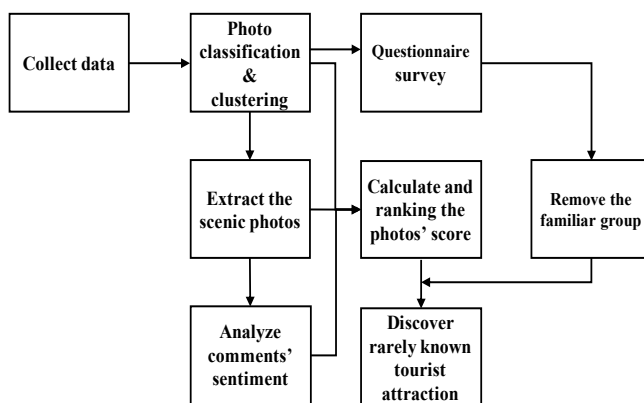 Collect data
Photo
classification
&
clustering
Questionnaire
survey
Extract the
scenic photos
Calculate and
ranking the
photos' score
Remove the
familiar group
Analyze
comments'
sentiment
Discover
rarely known
tourist
attraction